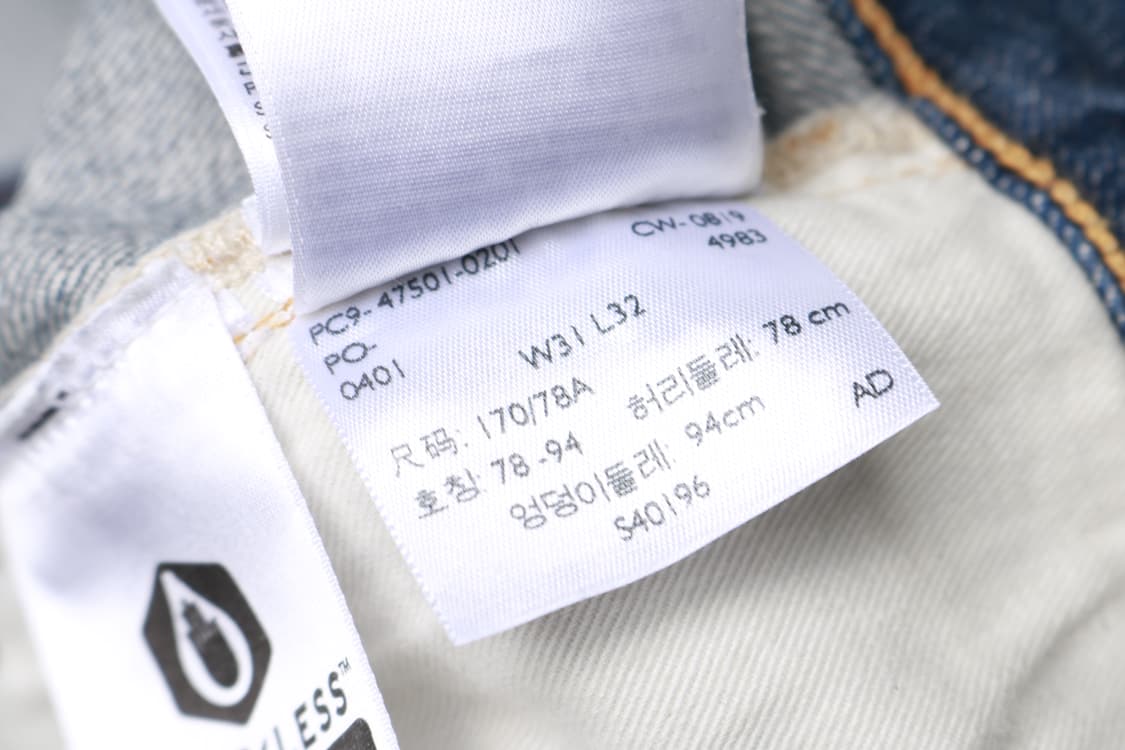 PC9-47501-0201
CW-0819
4983
PO-
0401
W31 L32
尺码: 170/78A
허리둘레: 78 cm
호칭: 78-94
엉덩이둘레: 94cm
AD
S40196
LESS™